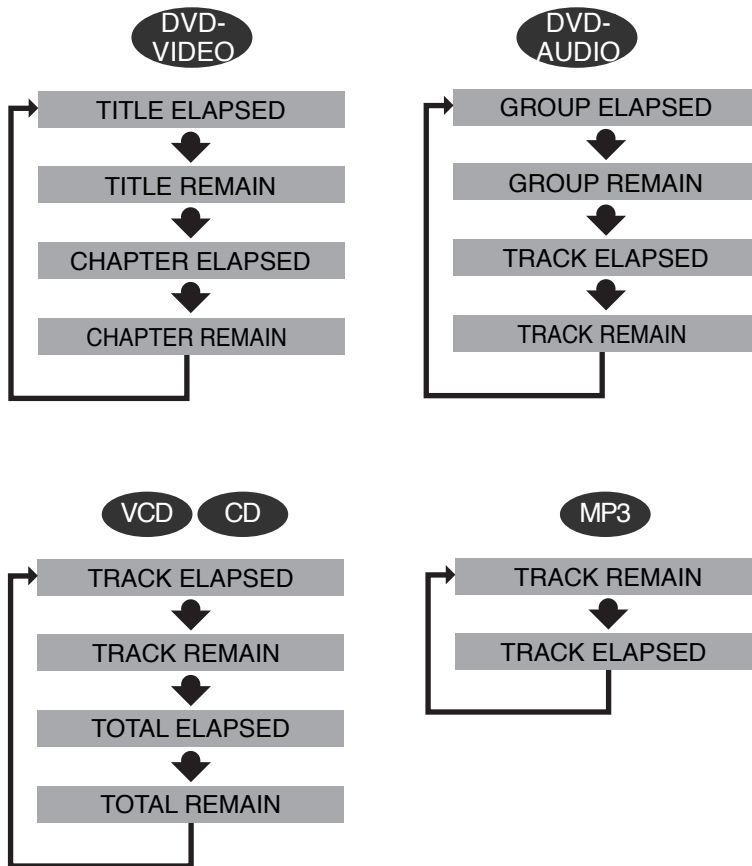 DVD-
VIDEO
TITLE ELAPSED
TITLE REMAIN
CHAPTER ELAPSED
CHAPTER REMAIN
DVD-
AUDIO
GROUP ELAPSED
GROUP REMAIN
TRACK ELAPSED
TRACK REMAIN
VCD CD
TRACK ELAPSED
TRACK REMAIN
TOTAL ELAPSED
TOTAL REMAIN
MP3
TRACK REMAIN
TRACK ELAPSED